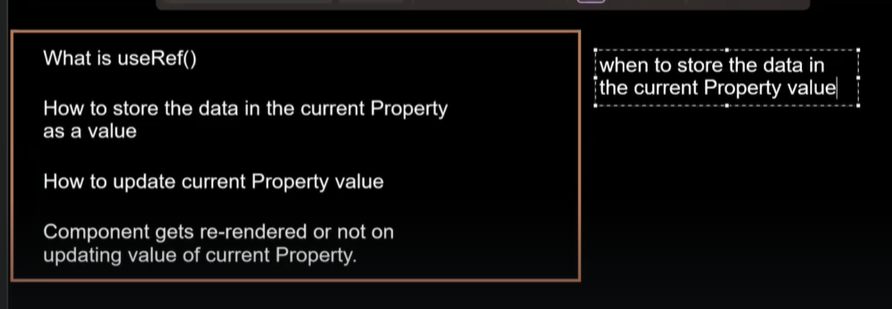 What is useRef()
How to store the data in the current Property
as a value
How to update current Property value
Component gets re-rendered or not on
updating value of current Property.
when to store the data in
the current Property value